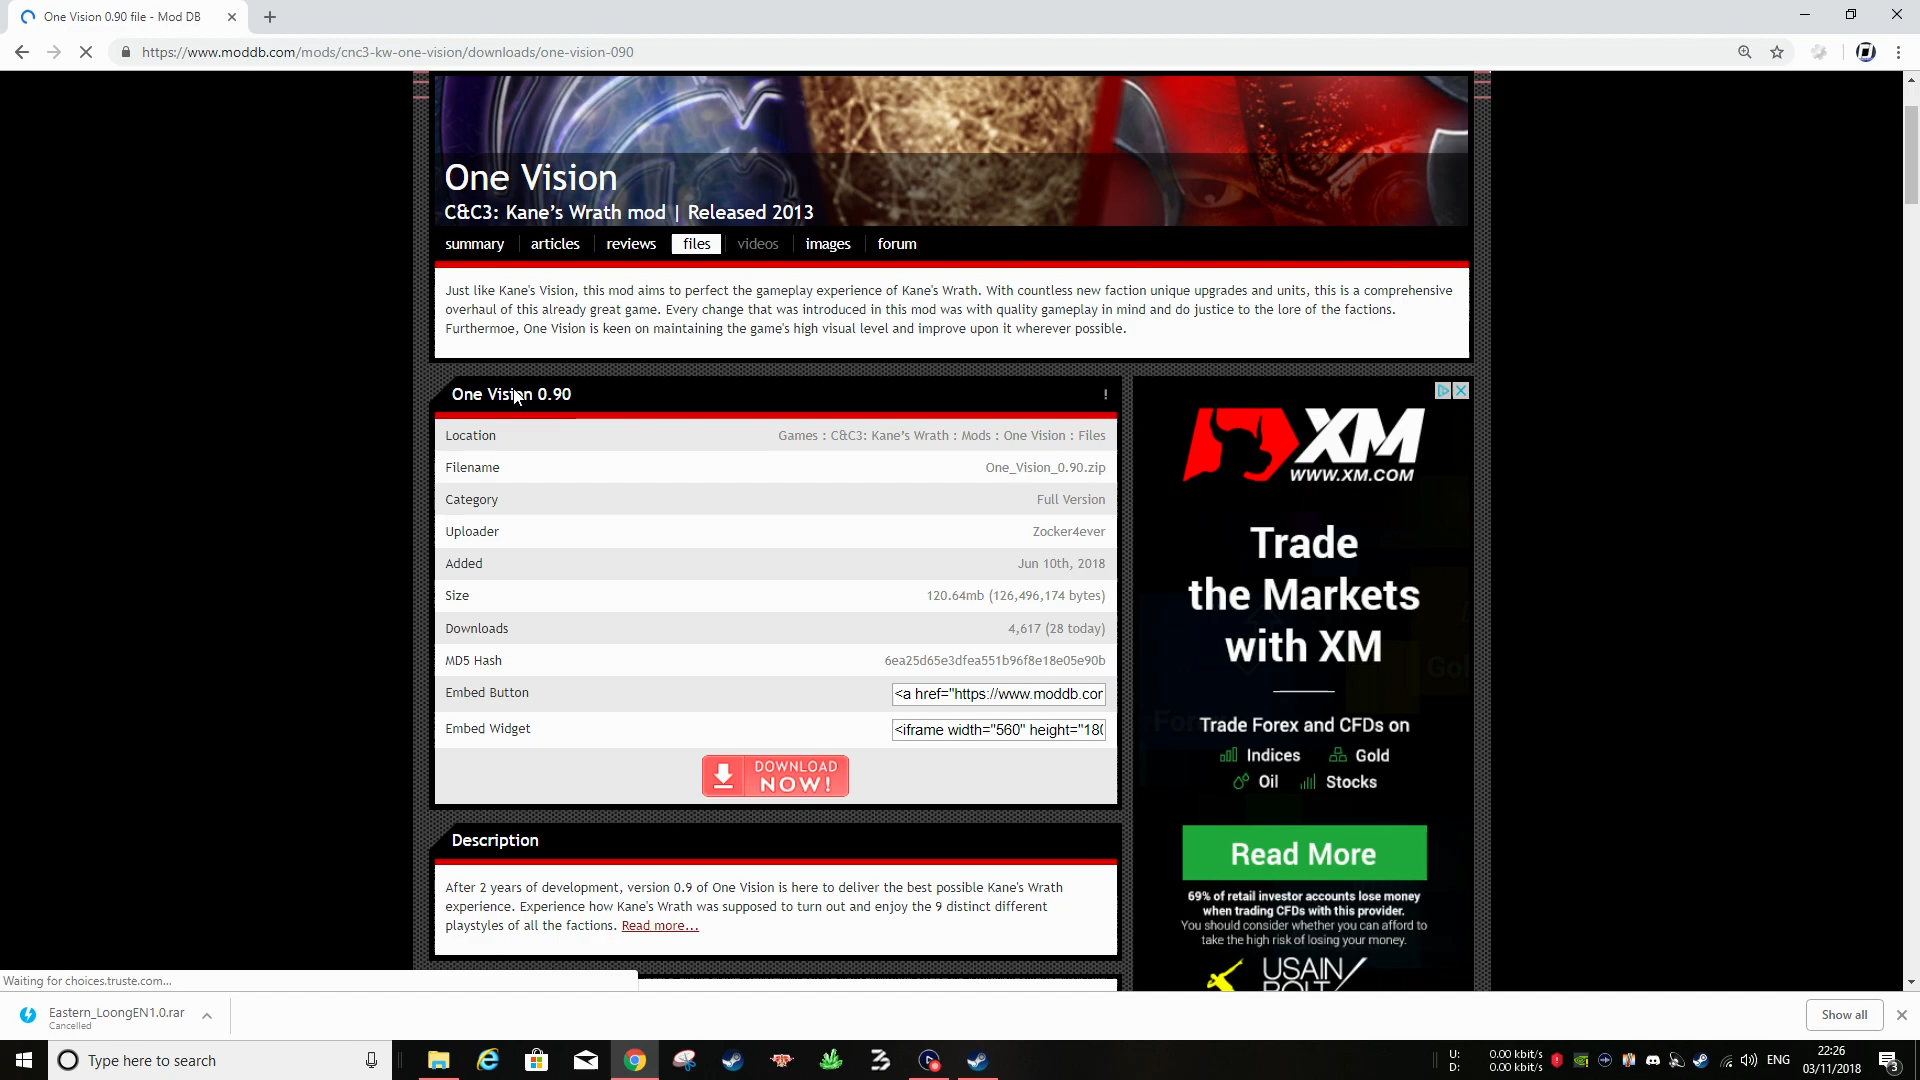 One Vision 0.90 file - Mod DB
https://www.moddb.com/mods/cnc3-kw-one-vision/downloads/one-vision-090
One Vision
C&C3: Kane's Wrath mod | Released 2013
summary
articles
reviews
files
videos
images
forum
Just like Kane's Vision, this mod aims to perfect the gameplay experience of Kane's Wrath. With countless new faction unique upgrades and units, this is a comprehensive
overhaul of this already great game. Every change that was introduced in this mod was with quality gameplay in mind and do justice to the lore of the factions.
Furthermoe, One Vision is keen on maintaining the game's high visual level and improve upon it wherever possible.
One Vision 0.90
!
Location
Games : C&C3: Kane's Wrath : Mods : One Vision : Files
Filename
One_Vision_0.90.zip
Category
Full Version
Uploader
Zocker4ever
Added
Jun 10th, 2018
Size
120.64mb (126,496,174 bytes)
Downloads
4,617 (28 today)
MD5 Hash
6ea25d65e3dfea551b96f8e18e05e90b
Embed Button
<a href="https://www.moddb.cor
Embed Widget
<iframe width="560" height="18(
DOWNLOAD
NOW!
Description
After 2 years of development, version 0.9 of One Vision is here to deliver the best possible Kane's Wrath
experience. Experience how Kane's Wrath was supposed to turn out and enjoy the 9 distinct different
playstyles of all the factions. Read more...
XM
WWW.XM.COM
Trade
the Markets
with XM
Trade Forex and CFDs on
Indices
Gold
Oil
Stocks
Read More
69% of retail investor accounts lose money
when trading CFDs with this provider.
You should consider whether you can afford to
take the high risk of losing your money.
USAIN
BOLT
Waiting for choices.truste.com...
Eastern_LoongEN1.0.rar
Cancelled
Show all
Type here to search
U: 0.00 kbit/s
D: 0.00 kbit/s
ENG
22:26
03/11/2018
3